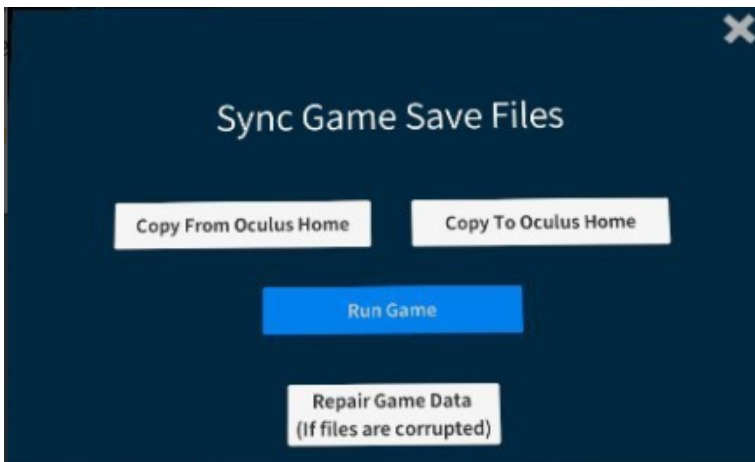 Sync Game Save Files
Copy From Oculus Home
Copy To Oculus Home
Run Game
Repair Game Data
(If files are corrupted)